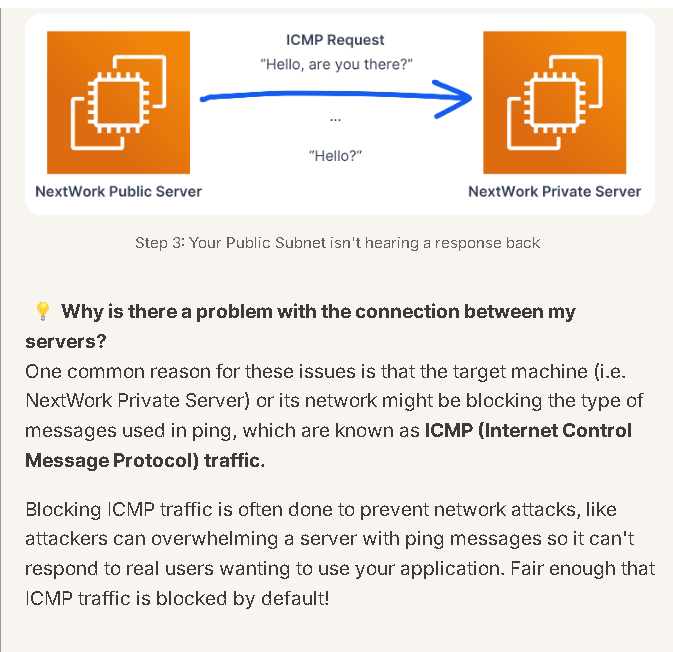 ICMP Request
“Hello, are you there?”
...
“Hello?“
NextWork Public Server
NextWork Private Server
Step 3: Your Public Subnet isn't hearing a response back
💡 Why is there a problem with the connection between my
servers?
One common reason for these issues is that the target machine (i.e.
NextWork Private Server) or its network might be blocking the type of
messages used in ping, which are known as ICMP (Internet Control
Message Protocol) traffic.
Blocking ICMP traffic is often done to prevent network attacks, like
attackers can overwhelming a server with ping messages so it can't
respond to real users wanting to use your application. Fair enough that
ICMP traffic is blocked by default!